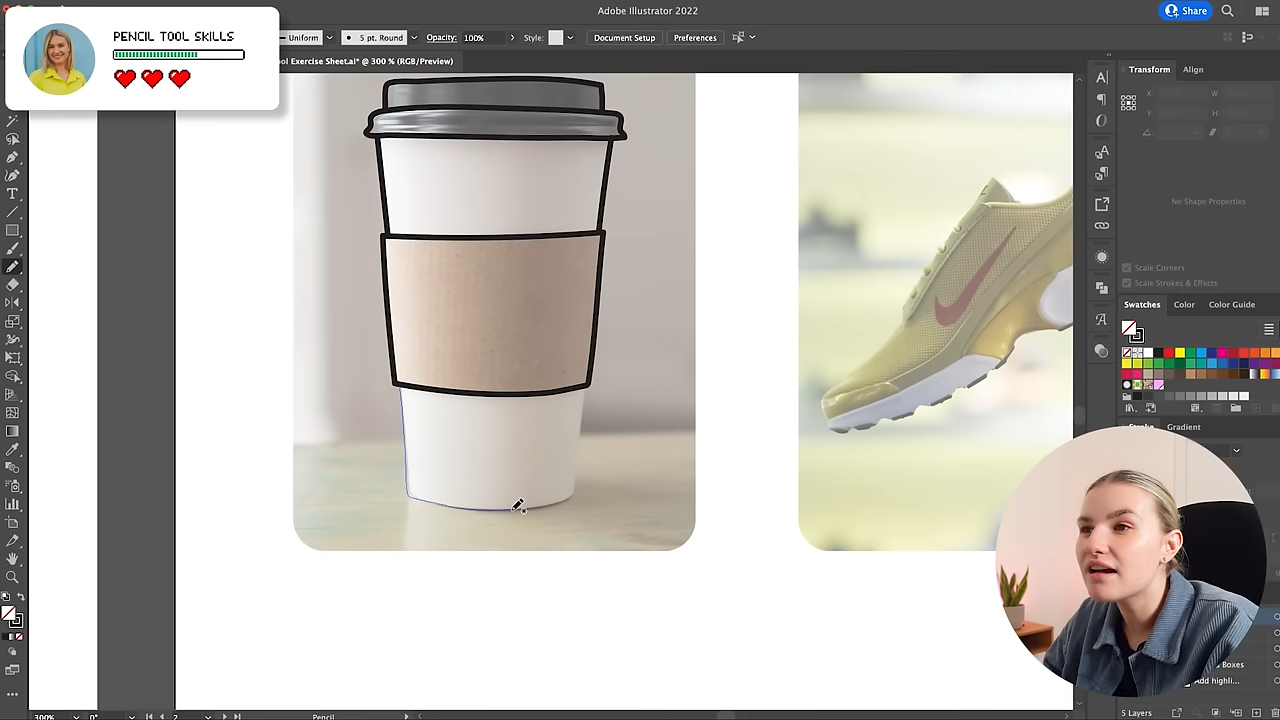 Adobe Illustrator 2022
Share
PENCIL TOOL SKILLS
Uniform
5 pt. Round
Opacity:
100%
Style:
Document Setup
Preferences
ol Exercise Sheet.ai* @ 300 % (RGB/Preview)
Transform
Align
X:
W:
Y:
H:
No Shape Properties
Scale Corners
Scale Strokes & Effects
Swatches
Color
Color Guide
Stroke
Gradient
Boxes
Add highli...
5 Layers
300%
0°
2
Pencil